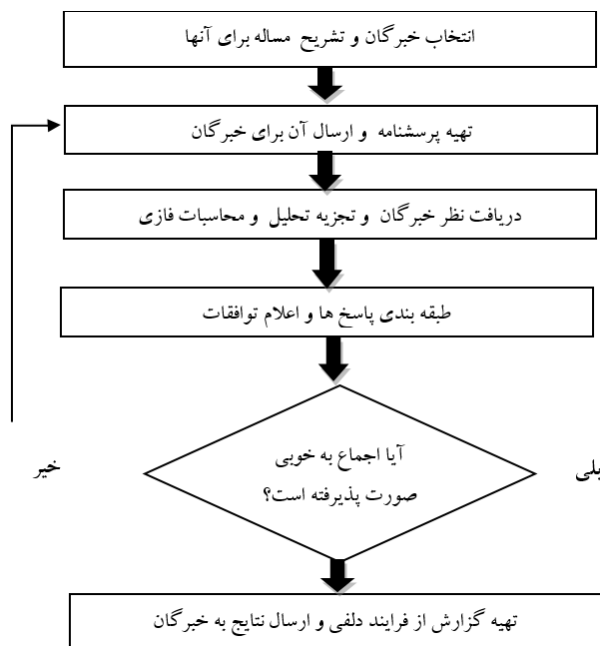 انتخاب خبرگان و تشریح مساله برای آنها
تهیه پرسشنامه و ارسال آن برای خبرگان
دریافت نظر خبرگان و تجزیه تحلیل و محاسبات فازی
طبقه بندی پاسخ ها و اعلام توافقات
آیا اجماع به خوبی
صورت پذیرفته است؟
بلی
خیر
تهیه گزارش از فرایند دلفی و ارسال نتایج به خبرگان